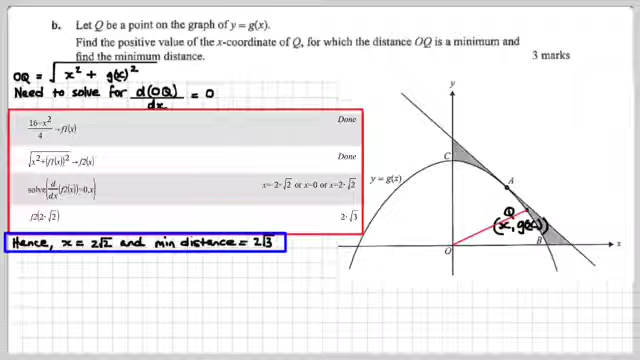 b. Let Q be a point on the graph of y = g(x).
Find the positive value of the x-coordinate of Q, for which the distance OQ is a minimum and
find the minimum distance. 3 marks
OQ = √x² + g(x)²
Need to solve for d(OQ)/dx = 0
16-x²/4 →f1(x) Done
√x²+(f1(x))² →f2(x) Done
solve(d/dx(f2(x))=0,x) x=-2·√2 or x=0 or x=2·√2
f2(2·√2) 2·√3
Hence, x = 2√2 and min distance = 2√3
y
C
y = g(x)
A
Q
(x, g(x))
B
O
x